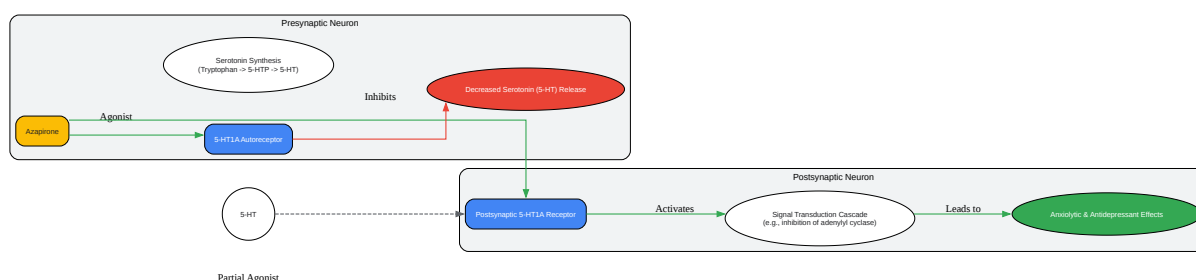 Presynaptic Neuron
Serotonin Synthesis
(Tryptophan -> 5-HTP -> 5-HT)
Decreased Serotonin (5-HT) Release
Inhibits
Agonist
Azapirone
5-HT1A Autoreceptor
Postsynaptic Neuron
5-HT
Postsynaptic 5-HT1A Receptor
Activates
Signal Transduction Cascade
(e.g., inhibition of adenylyl cyclase)
Leads to
Anxiolytic & Antidepressant Effects
Partial Agonist